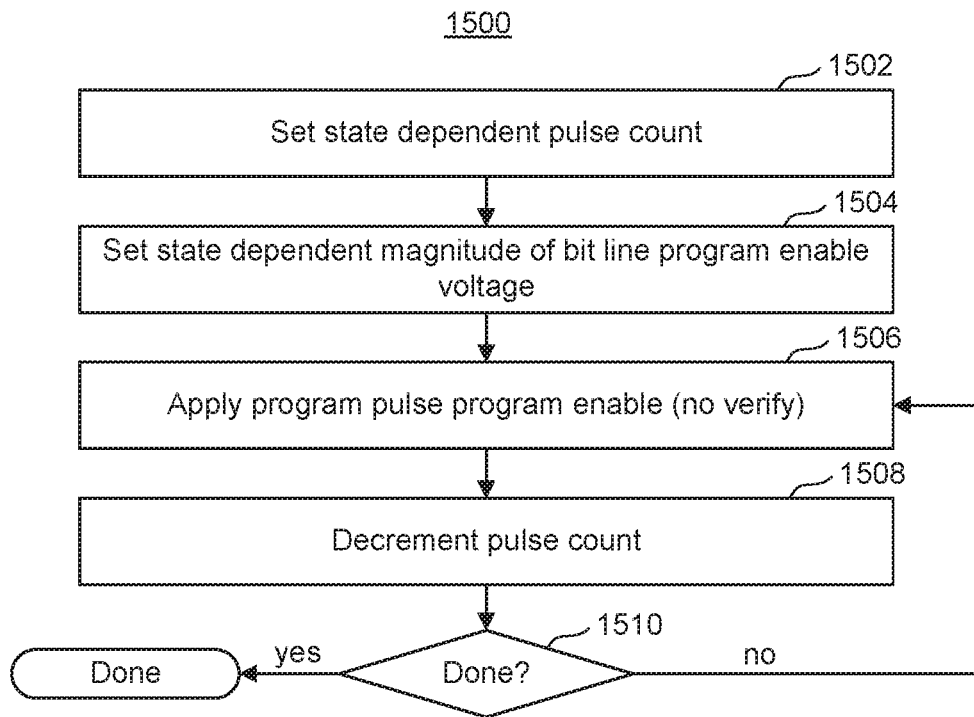 1500
1502
Set state dependent pulse count
1504
Set state dependent magnitude of bit line program enable
voltage
1506
Apply program pulse program enable (no verify)
1508
Decrement pulse count
1510
Done
yes
Done?
no